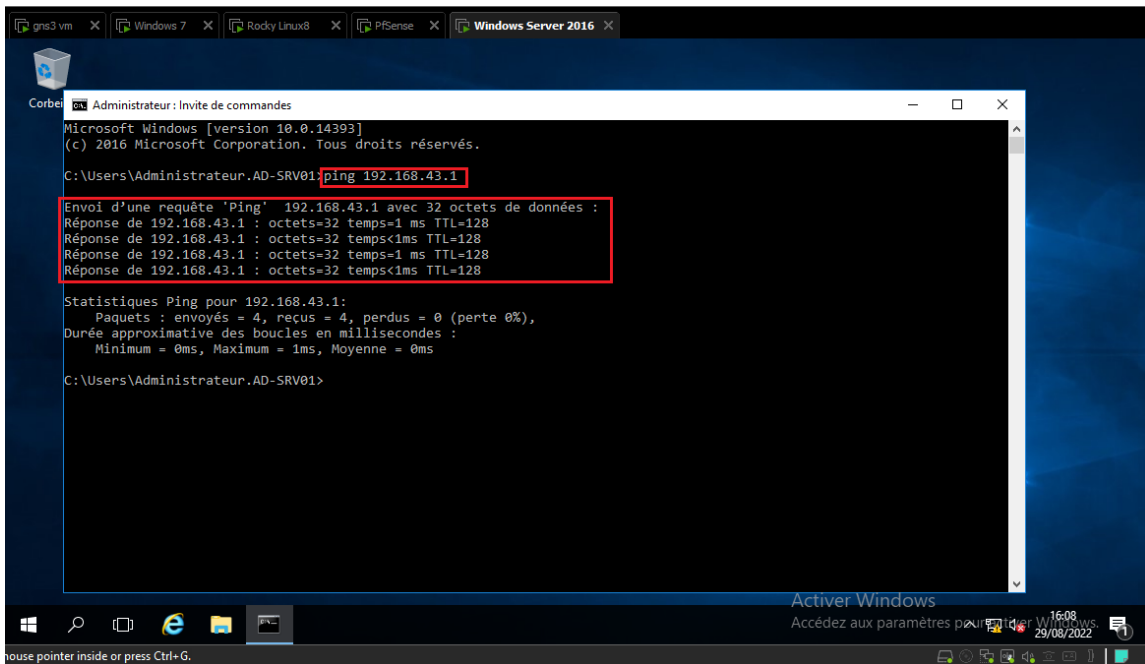 gns3 vm
Windows 7
Rocky Linux8
PfSense
Windows Server 2016
Corbei
Administrateur : Invite de commandes
Microsoft Windows [version 10.0.14393]
(c) 2016 Microsoft Corporation. Tous droits réservés.
C:\Users\Administrateur.AD-SRV01>ping 192.168.43.1
Envoi d’une requête 'Ping'  192.168.43.1 avec 32 octets de données :
Réponse de 192.168.43.1 : octets=32 temps=1 ms TTL=128
Réponse de 192.168.43.1 : octets=32 temps<1ms TTL=128
Réponse de 192.168.43.1 : octets=32 temps=1 ms TTL=128
Réponse de 192.168.43.1 : octets=32 temps<1ms TTL=128
Statistiques Ping pour 192.168.43.1:
Paquets : envoyés = 4, reçus = 4, perdus = 0 (perte 0%),
Durée approximative des boucles en millisecondes :
Minimum = 0ms, Maximum = 1ms, Moyenne = 0ms
C:\Users\Administrateur.AD-SRV01>
Activer Windows
Accédez aux paramètres Windows.
16:08
29/08/2022
1
nouse pointer inside or press Ctrl+G.